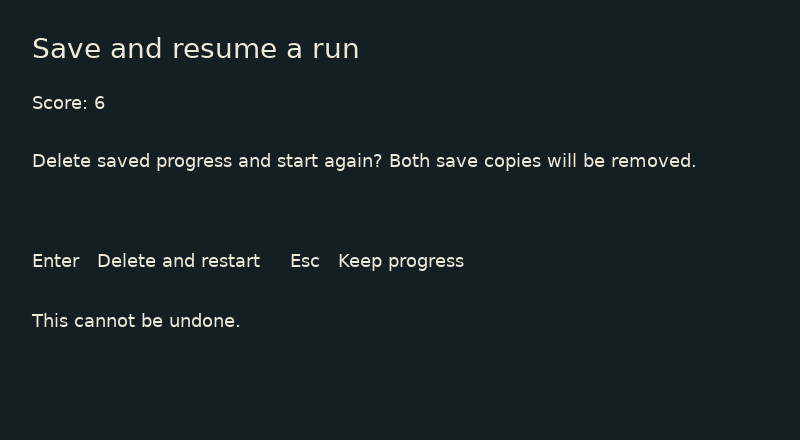 Save and resume a run
Score: 6
Delete saved progress and start again? Both save copies will be removed.
Enter   Delete and restart     Esc   Keep progress
This cannot be undone.